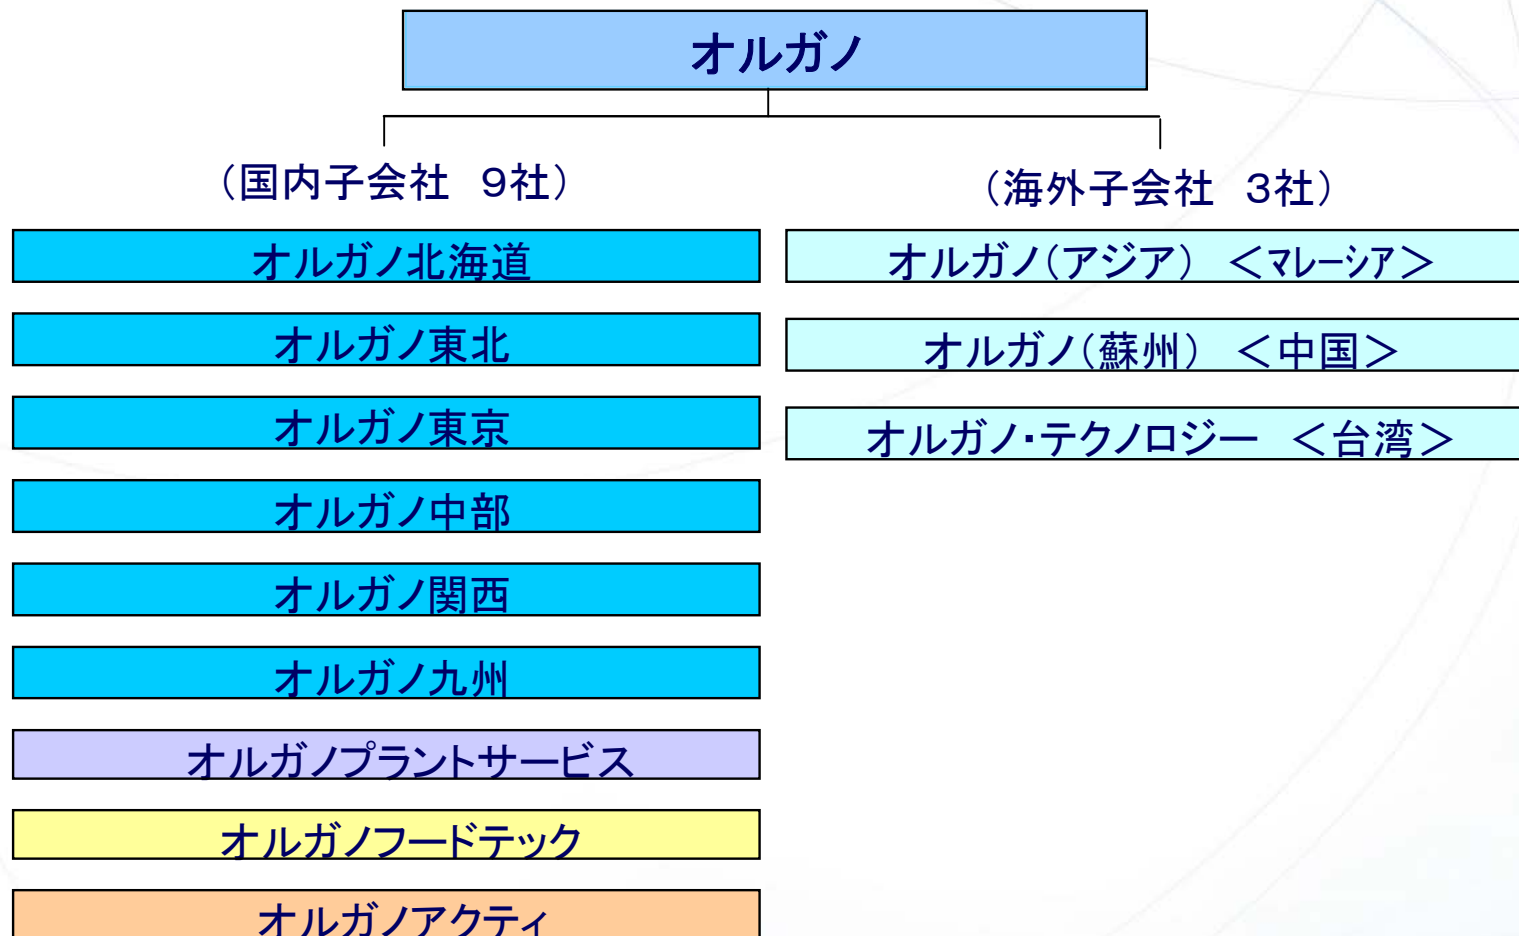 オルガノ
（国内子会社　９社）
オルガノ北海道
オルガノ東北
オルガノ東京
オルガノ中部
オルガノ関西
オルガノ九州
オルガノプラントサービス
オルガノフードテック
オルガノアクティ
（海外子会社　３社）
オルガノ（アジア）　＜ﾏﾚｰｼｱ＞
オルガノ（蘇州）　＜中国＞
オルガノ・テクノロジー　＜台湾＞